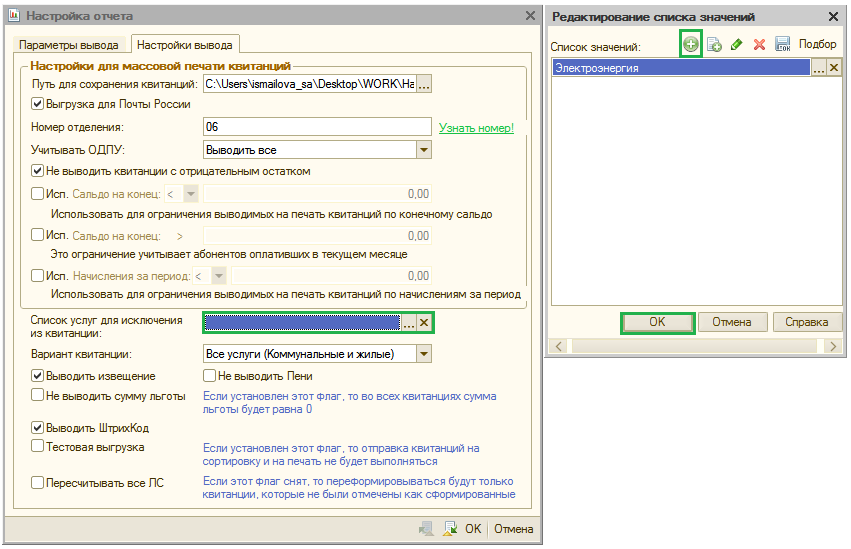 Настройка отчета
Параметры вывода
Настройки вывода
Настройки для массовой печати квитанций
Путь для сохранения квитанций: C:\Users\ismailova_sa\Desktop\WORK\На ...
Выгрузка для Почты России
Номер отделения: 06 Узнать номер!
Учитывать ОДПУ: Выводить все
Не выводить квитанции с отрицательным остатком
Исп. Сальдо на конец: < 0,00
Использовать для ограничения выводимых на печать квитанций по конечному сальдо
Исп. Сальдо на конец: > 0,00
Это ограничение учитывает абонентов оплативших в текущем месяце
Исп. Начисления за период: < 0,00
Использовать для ограничения выводимых на печать квитанций по начислениям за период
Список услуг для исключения
из квитанции: ...
Вариант квитанции: Все услуги (Коммунальные и жилые)
Выводить извещение
Не выводить Пени
Не выводить сумму льготы
Если установлен этот флаг, то во всех квитанциях сумма
льготы будет равна 0
Выводить ШтрихКод
Тестовая выгрузка
Если установлен этот флаг, то отправка квитанций на
сортировку и на печать не будет выполняться
Пересчитывать все ЛС
Если этот флаг снят, то переформировываться будут только
квитанции, которые не были отмечены как сформированные
OK
Отмена
Редактирование списка значений
Список значений:
Подбор
Электроэнергия ...
OK
Отмена
Справка